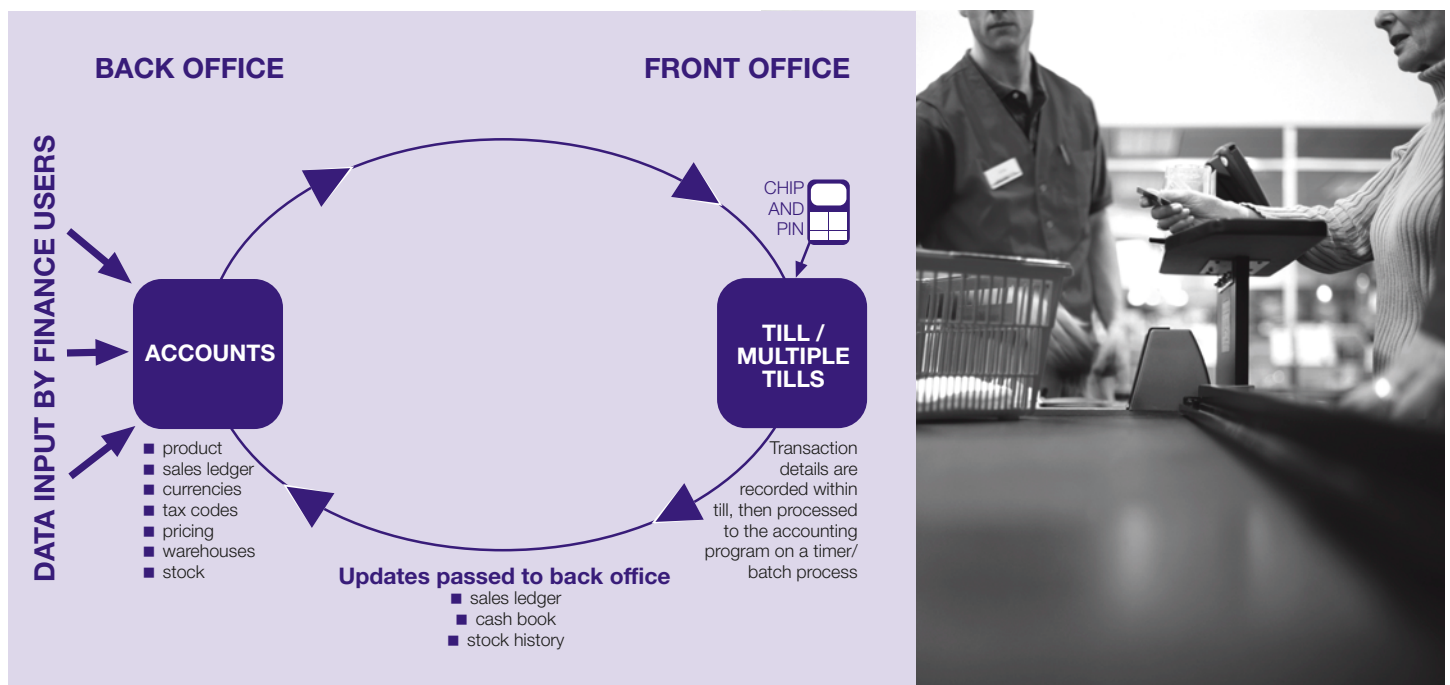 BACK OFFICE
FRONT OFFICE
DATA INPUT BY FINANCE USERS
CHIP
AND
PIN
ACCOUNTS
TILL /
MULTIPLE
TILLS
■ product
■ sales ledger
■ currencies
■ tax codes
■ pricing
■ warehouses
■ stock
Transaction
details are
recorded within
till, then processed
to the accounting
program on a timer/
batch process
Updates passed to back office
■ sales ledger
■ cash book
■ stock history